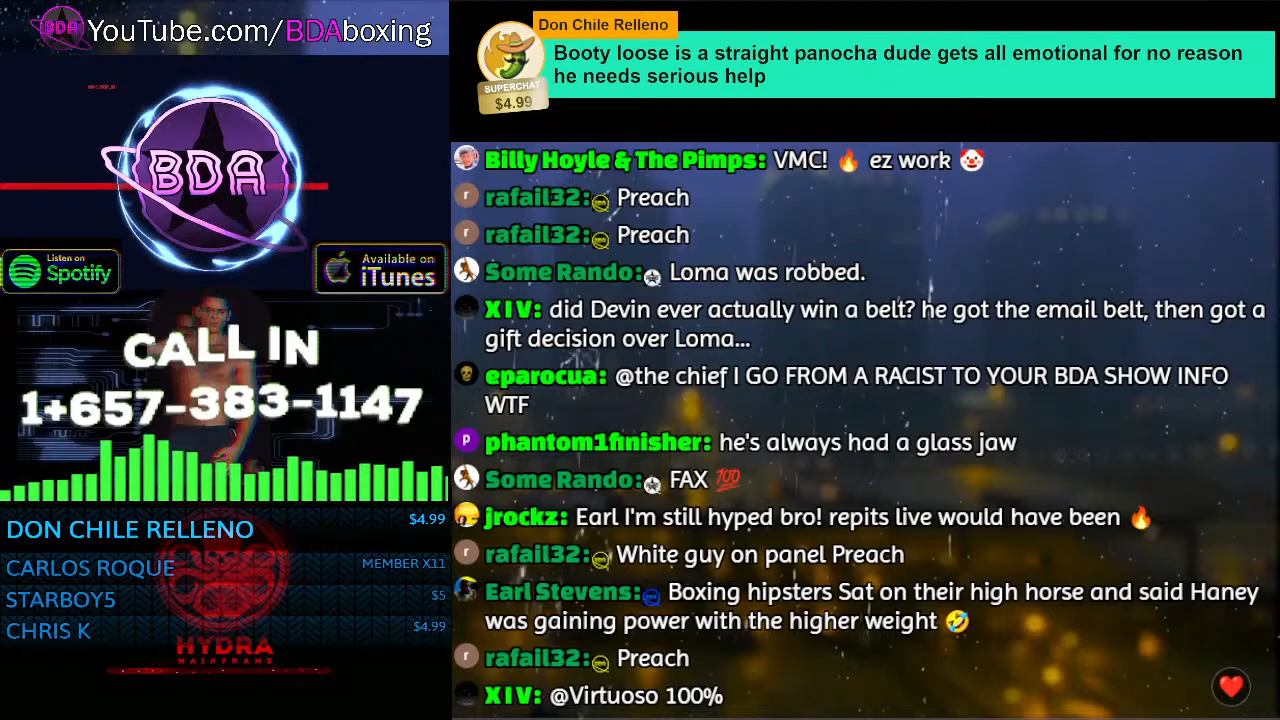 YouTube.com/BDAboxing
BDA
BDA
Listen on
Spotify
Available on
iTunes
CALL IN
1+657-383-1147
DON CHILE RELLENO $4.99
CARLOS ROQUE MEMBER X11
STARBOY5 $5
CHRIS K $4.99
HYDRA
MAINFRAME
Don Chile Relleno
Booty loose is a straight panocha dude gets all emotional for no reason
he needs serious help
SUPERCHAT
$4.99
Billy Hoyle & The Pimps: VMC! 🔥 ez work 🤡
r rafail32: Preach
r rafail32: Preach
Some Rando: Loma was robbed.
XIV: did Devin ever actually win a belt? he got the email belt, then got a
gift decision over Loma...
eparocua: @the chief I GO FROM A RACIST TO YOUR BDA SHOW INFO
WTF
p phantom1finisher: he's always had a glass jaw
Some Rando: FAX 💯
jrockz: Earl I'm still hyped bro! repits live would have been 🔥
r rafail32: White guy on panel Preach
Earl Stevens: Boxing hipsters Sat on their high horse and said Haney
was gaining power with the higher weight 🤣
r rafail32: Preach
XIV: @Virtuoso 100%